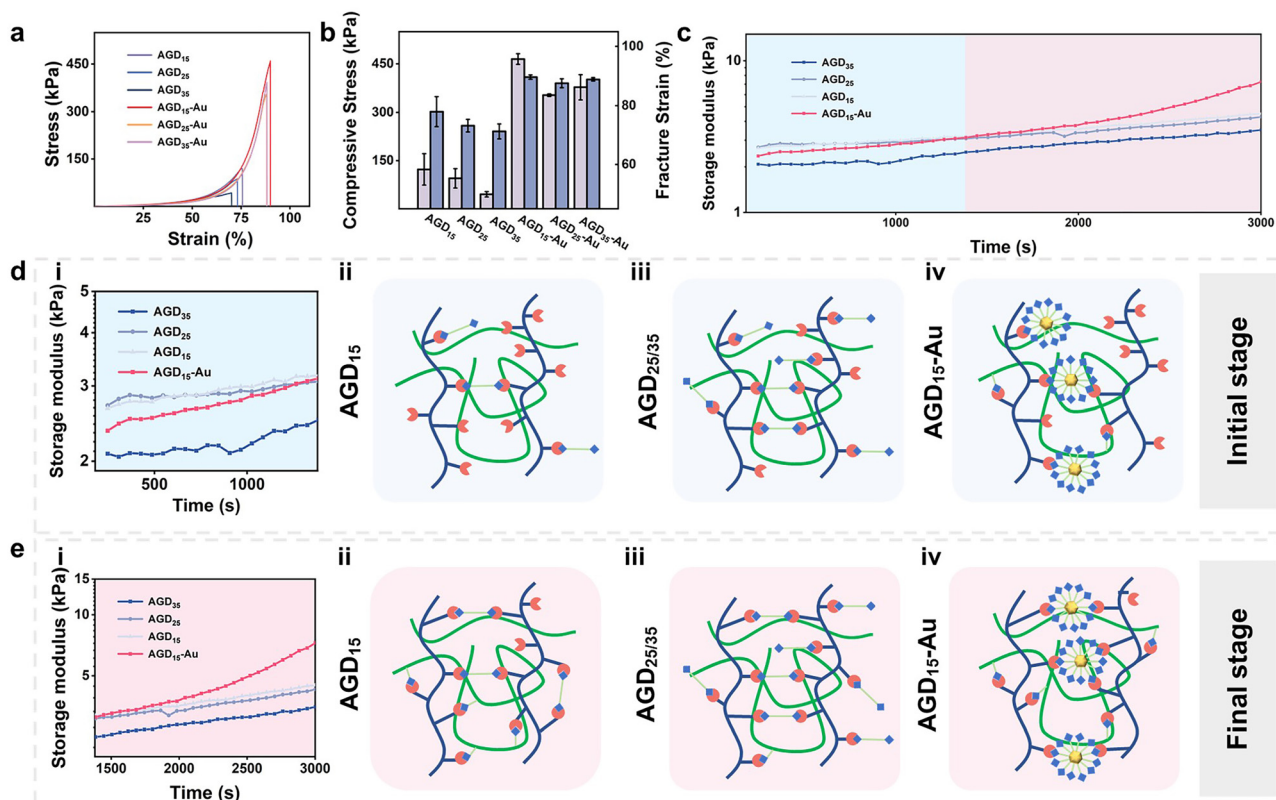 a
Stress (kPa)
450
300
150
25
50
75
100
Strain (%)
AGD15
AGD25
AGD35
AGD15-Au
AGD25-Au
AGD35-Au
b
Compressive Stress (kPa)
450
300
150
100
80
60
Fracture Strain (%)
AGD15
AGD25
AGD35
AGD15-Au
AGD25-Au
AGD35-Au
c
Storage modulus (kPa)
10
1
1000
2000
3000
Time (s)
AGD35
AGD25
AGD15
AGD15-Au
d
i
Storage modulus (kPa)
5
4
3
2
500
1000
Time (s)
AGD35
AGD25
AGD15
AGD15-Au
ii
AGD15
iii
AGD25/35
iv
AGD15-Au
Initial stage
e
i
Storage modulus (kPa)
15
10
5
1500
2000
2500
3000
Time (s)
AGD35
AGD25
AGD15
AGD15-Au
ii
AGD15
iii
AGD25/35
iv
AGD15-Au
Final stage